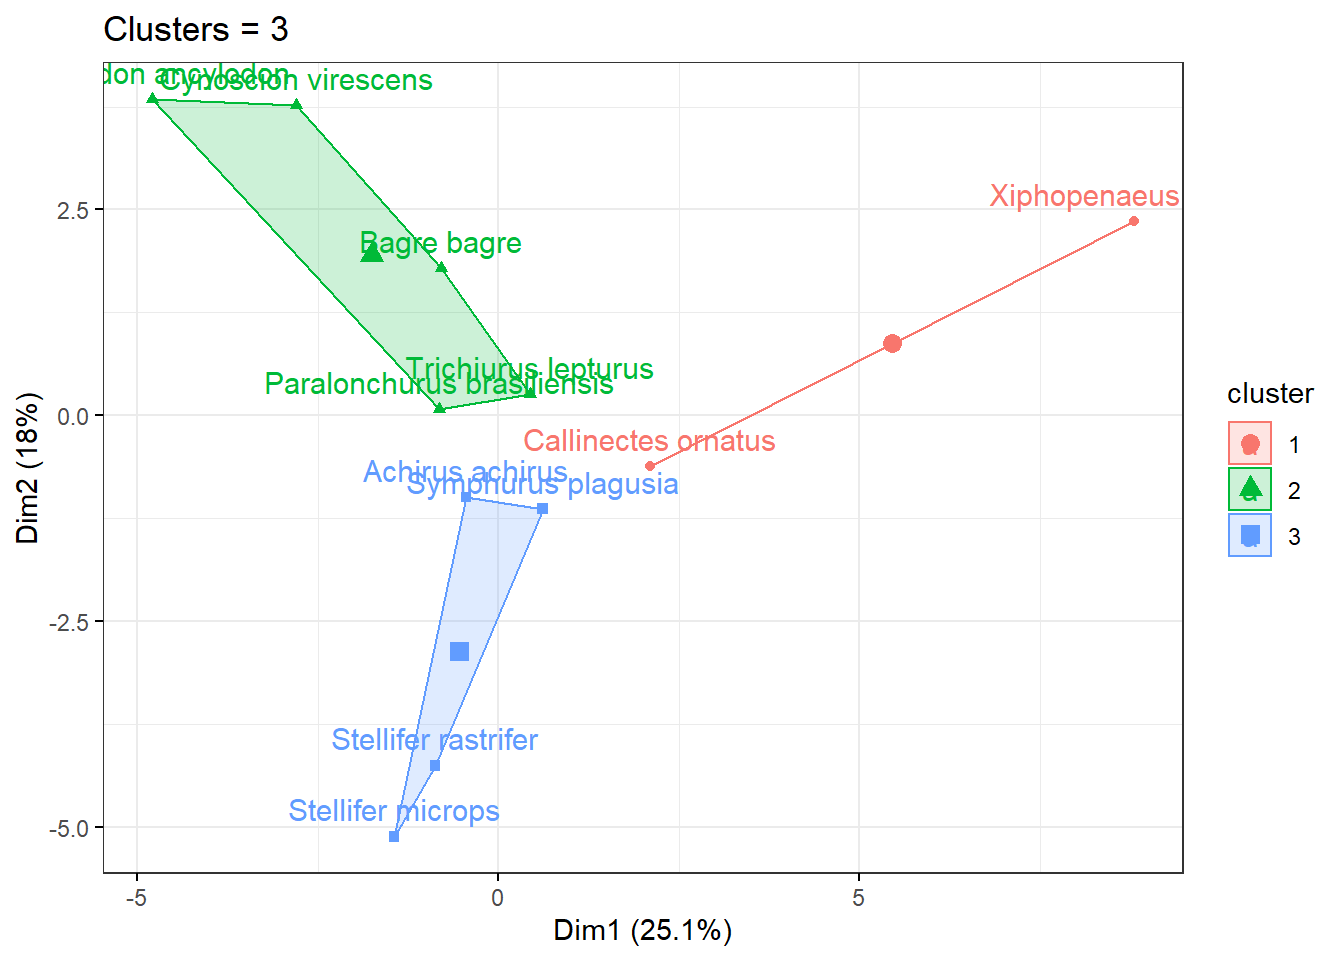 Clusters = 3
don ancylodon
Cynoscion virescens
Xiphopenaeus
Bagre bagre
Trichiurus lepturus
Paralonchurus brasiliensis
Callinectes ornatus
Achirus achirus
Symphurus plagusia
Stellifer rastrifer
Stellifer microps
2.5
0.0
-2.5
-5.0
Dim2 (18%)
-5
0
5
Dim1 (25.1%)
cluster
a 1
a 2
a 3